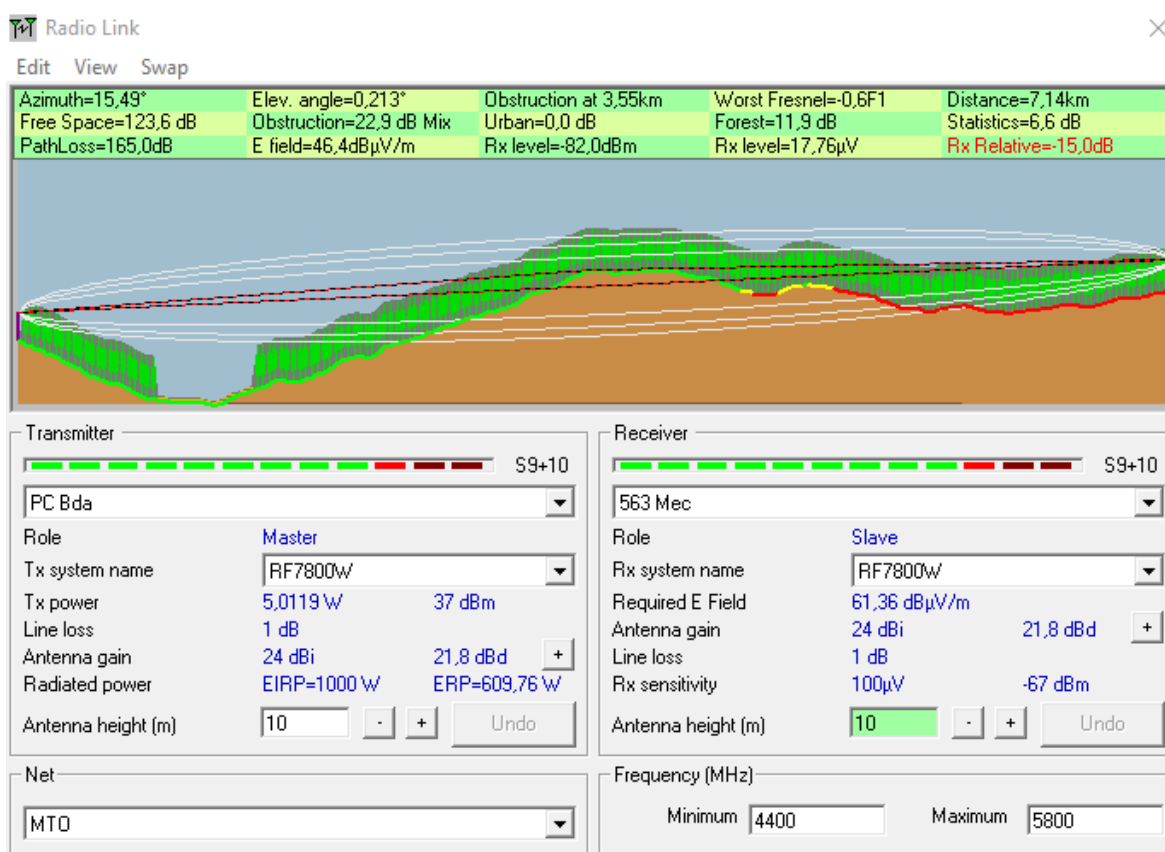 Radio Link
Edit View Swap
Azimuth=15,49° Elev. angle=0,213° Obstruction at 3,55km Worst Fresnel=-0,6F1 Distance=7,14km
Free Space=123,6 dB Obstruction=22,9 dB Mix Urban=0,0 dB Forest=11,9 dB Statistics=6,6 dB
PathLoss=165,0dB E field=46,4dBµV/m Rx level=-82,0dBm Rx level=17,76µV Rx Relative=-15,0dB
Transmitter
S9+10
PC Bda
Role Master
Tx system name RF7800W
Tx power 5,0119 W 37 dBm
Line loss 1 dB
Antenna gain 24 dBi 21,8 dBd +
Radiated power EIRP=1000 W ERP=609,76 W
Antenna height (m) 10 - + Undo
Receiver
S9+10
563 Mec
Role Slave
Rx system name RF7800W
Required E Field 61,36 dBµV/m
Antenna gain 24 dBi 21,8 dBd +
Line loss 1 dB
Rx sensitivity 100µV -67 dBm
Antenna height (m) 10 - + Undo
Net
MTO
Frequency (MHz)
Minimum 4400 Maximum 5800